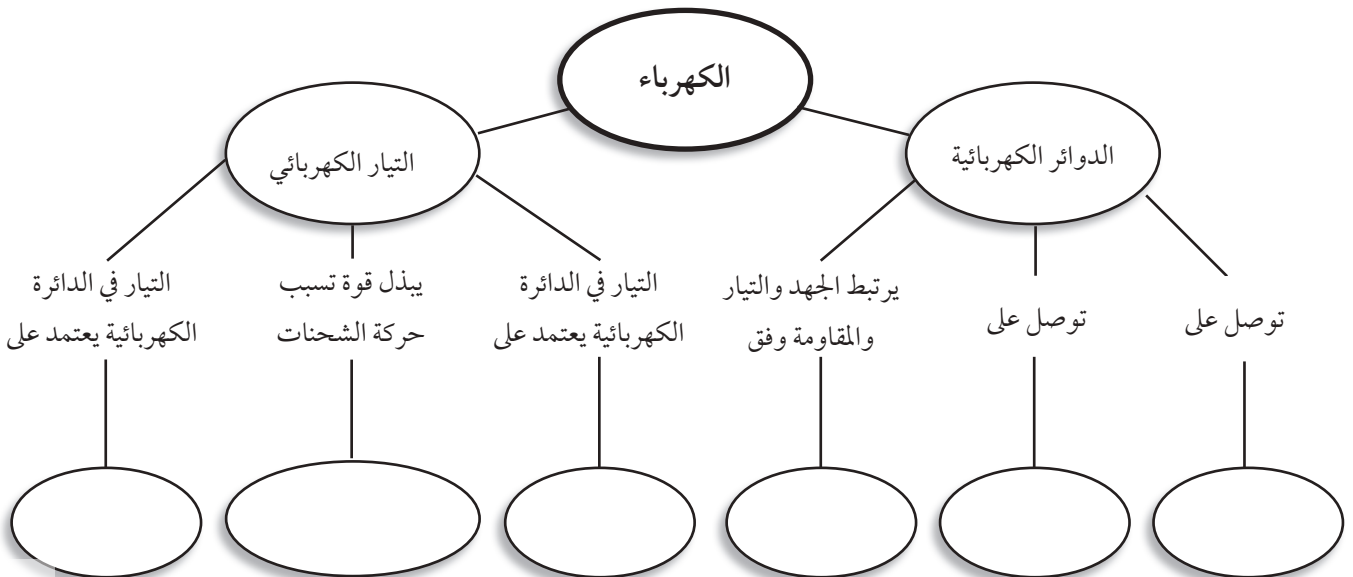 الكهرباء
الدوائر الكهربائية
التيار الكهربائي
توصل على
توصل على
يرتبط الجهد والتيار
والمقاومة وفق
التيار في الدائرة
الكهربائية يعتمد على
يبذل قوة تسبب
حركة الشحنات
التيار في الدائرة
الكهربائية يعتمد على